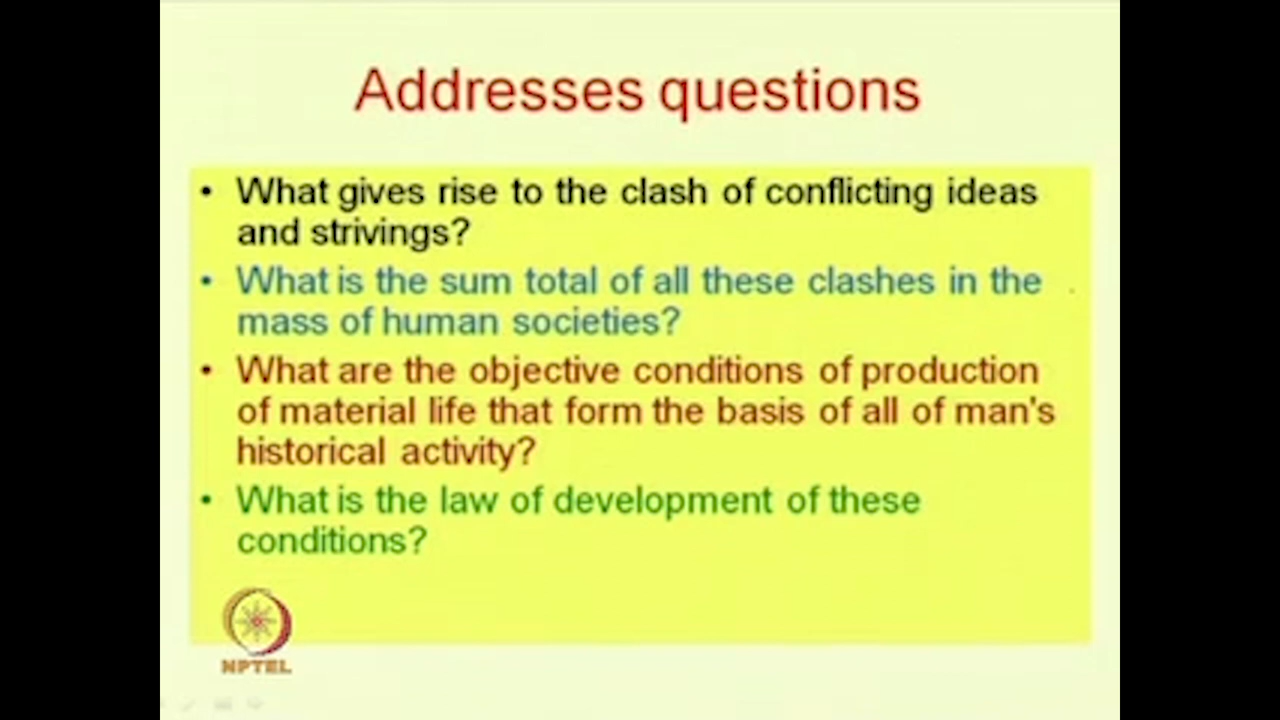 Addresses questions
• What gives rise to the clash of conflicting ideas
and strivings?
• What is the sum total of all these clashes in the
mass of human societies?
• What are the objective conditions of production
of material life that form the basis of all of man's
historical activity?
• What is the law of development of these
conditions?
NPTEL